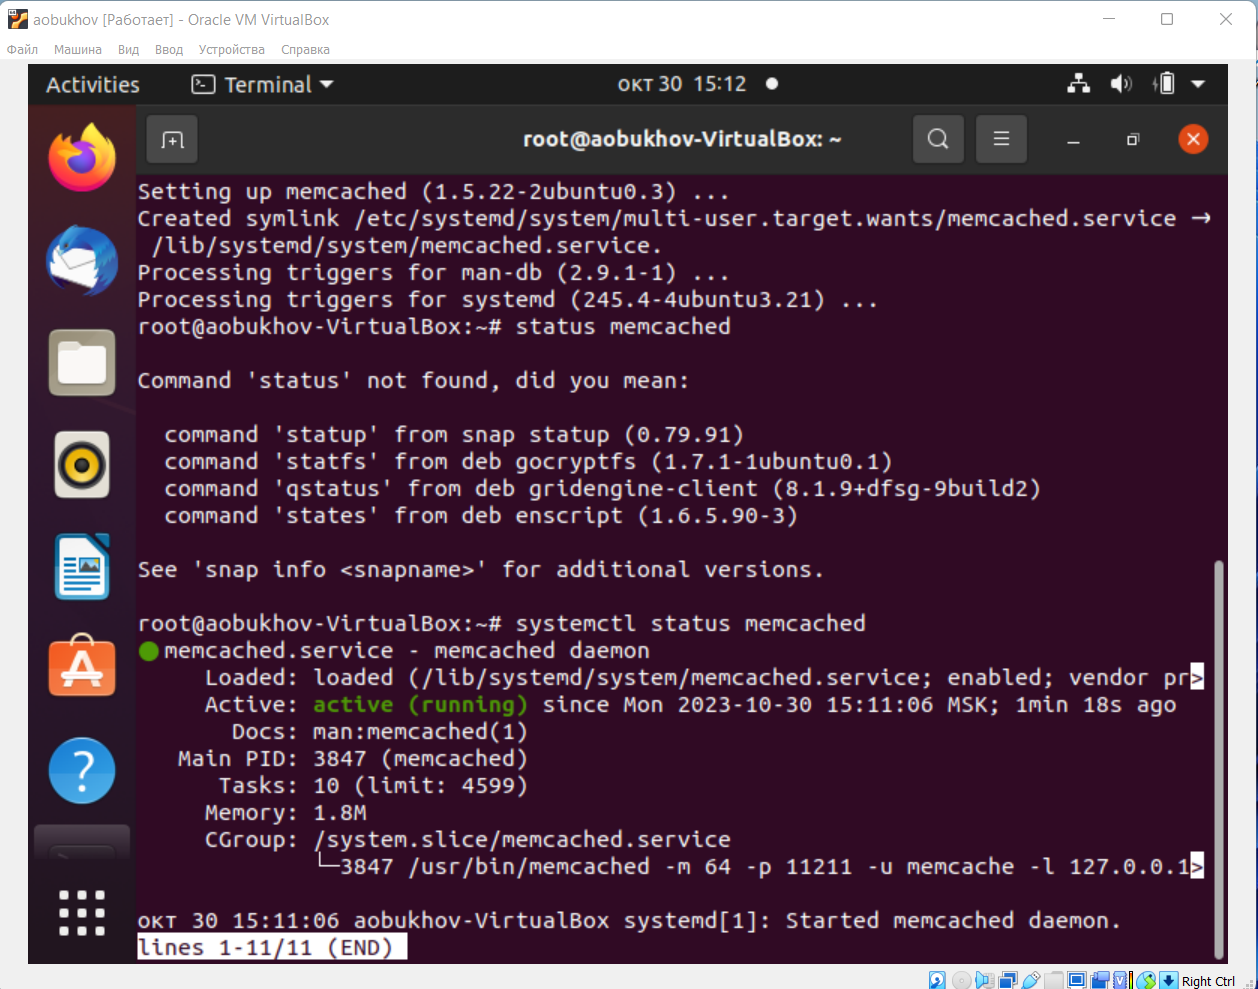 aobukhov [Работает] - Oracle VM VirtualBox
Файл Машина Вид Ввод Устройства Справка
Activities Terminal окт 30 15:12
root@aobukhov-VirtualBox: ~
Setting up memcached (1.5.22-2ubuntu0.3) ...
Created symlink /etc/systemd/system/multi-user.target.wants/memcached.service →
/lib/systemd/system/memcached.service.
Processing triggers for man-db (2.9.1-1) ...
Processing triggers for systemd (245.4-4ubuntu3.21) ...
root@aobukhov-VirtualBox:~# status memcached
Command 'status' not found, did you mean:
command 'statup' from snap statup (0.79.91)
command 'statfs' from deb gocryptfs (1.7.1-1ubuntu0.1)
command 'qstatus' from deb gridengine-client (8.1.9+dfsg-9build2)
command 'states' from deb enscript (1.6.5.90-3)
See 'snap info <snapname>' for additional versions.
root@aobukhov-VirtualBox:~# systemctl status memcached
● memcached.service - memcached daemon
Loaded: loaded (/lib/systemd/system/memcached.service; enabled; vendor pr>
Active: active (running) since Mon 2023-10-30 15:11:06 MSK; 1min 18s ago
Docs: man:memcached(1)
Main PID: 3847 (memcached)
Tasks: 10 (limit: 4599)
Memory: 1.8M
CGroup: /system.slice/memcached.service
└─3847 /usr/bin/memcached -m 64 -p 11211 -u memcache -l 127.0.0.1>
окт 30 15:11:06 aobukhov-VirtualBox systemd[1]: Started memcached daemon.
lines 1-11/11 (END)
Right Ctrl